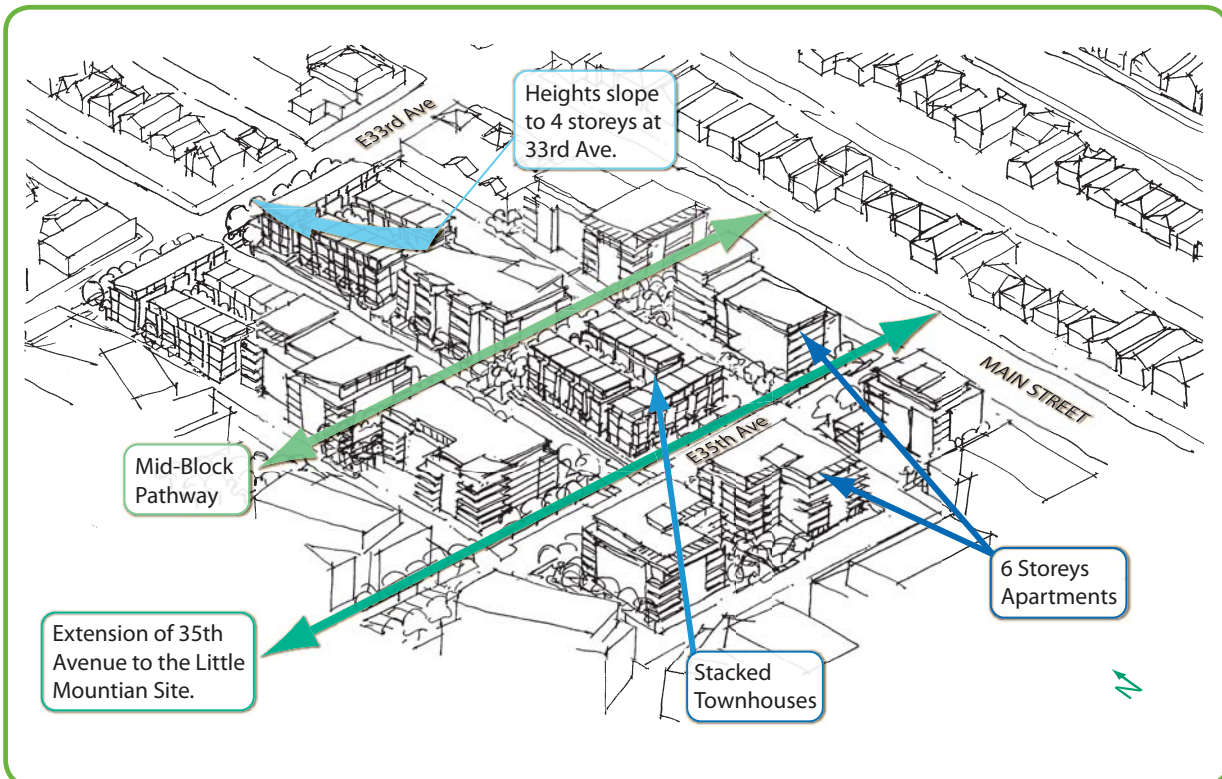 Heights slope
to 4 storeys at
33rd Ave.
E33rd Ave
MAIN STREET
E35th Ave
Mid-Block
Pathway
6 Storeys
Apartments
Extension of 35th
Avenue to the Little
Mountian Site.
Stacked
Townhouses
N